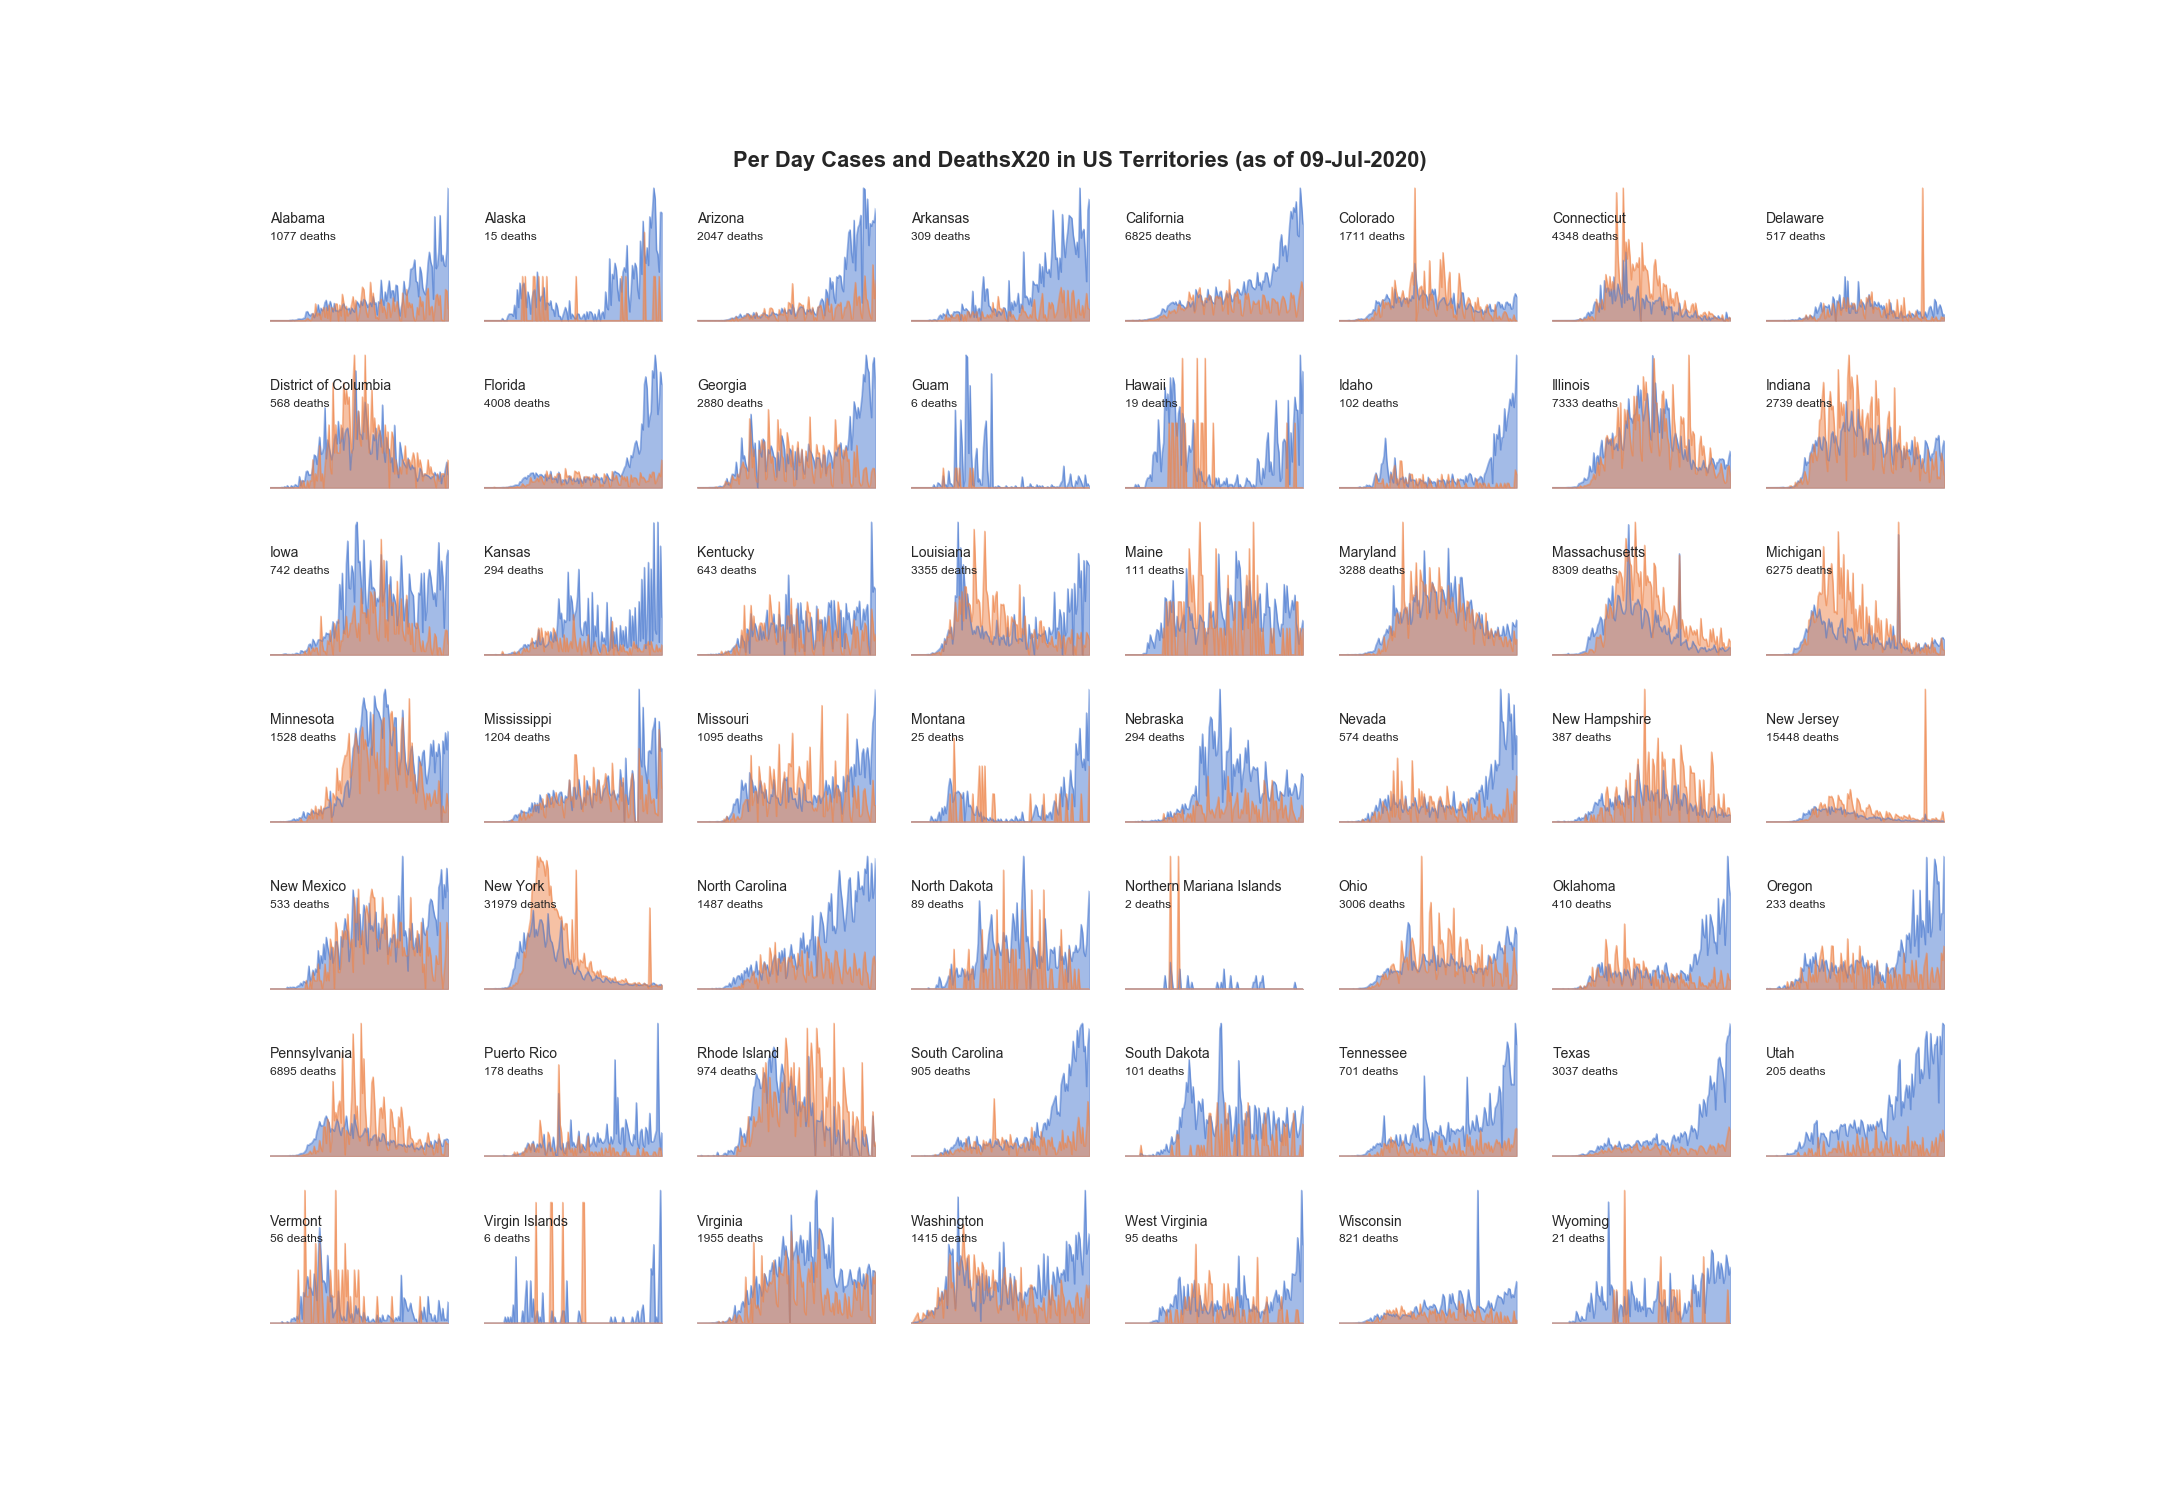 Per Day Cases and DeathsX20 in US Territories (as of 09-Jul-2020)
Alabama
1077 deaths
Alaska
15 deaths
Arizona
2047 deaths
Arkansas
309 deaths
California
6825 deaths
Colorado
1711 deaths
Connecticut
4348 deaths
Delaware
517 deaths
District of Columbia
568 deaths
Florida
4008 deaths
Georgia
2880 deaths
Guam
6 deaths
Hawaii
19 deaths
Idaho
102 deaths
Illinois
7333 deaths
Indiana
2739 deaths
Iowa
742 deaths
Kansas
294 deaths
Kentucky
643 deaths
Louisiana
3355 deaths
Maine
111 deaths
Maryland
3288 deaths
Massachusetts
8309 deaths
Michigan
6275 deaths
Minnesota
1528 deaths
Mississippi
1204 deaths
Missouri
1095 deaths
Montana
25 deaths
Nebraska
294 deaths
Nevada
574 deaths
New Hampshire
387 deaths
New Jersey
15448 deaths
New Mexico
533 deaths
New York
31979 deaths
North Carolina
1487 deaths
North Dakota
89 deaths
Northern Mariana Islands
2 deaths
Ohio
3006 deaths
Oklahoma
410 deaths
Oregon
233 deaths
Pennsylvania
6895 deaths
Puerto Rico
178 deaths
Rhode Island
974 deaths
South Carolina
905 deaths
South Dakota
101 deaths
Tennessee
701 deaths
Texas
3037 deaths
Utah
205 deaths
Vermont
56 deaths
Virgin Islands
6 deaths
Virginia
1955 deaths
Washington
1415 deaths
West Virginia
95 deaths
Wisconsin
821 deaths
Wyoming
21 deaths